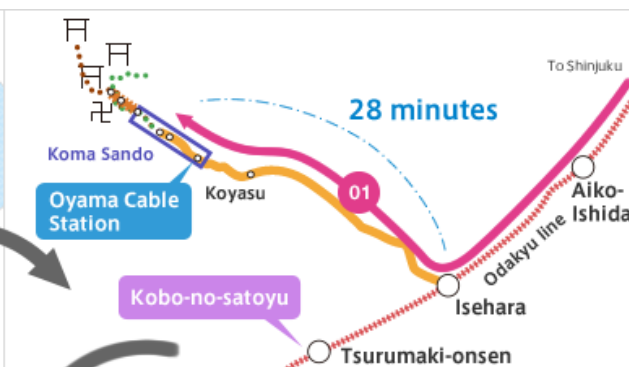 To Shinjuku
28 minutes
Koma Sando
Oyama Cable
Station
Koyasu
01
Aiko-
Ishida
Odakyu line
Isehara
Kobo-no-satoyu
Tsurumaki-onsen